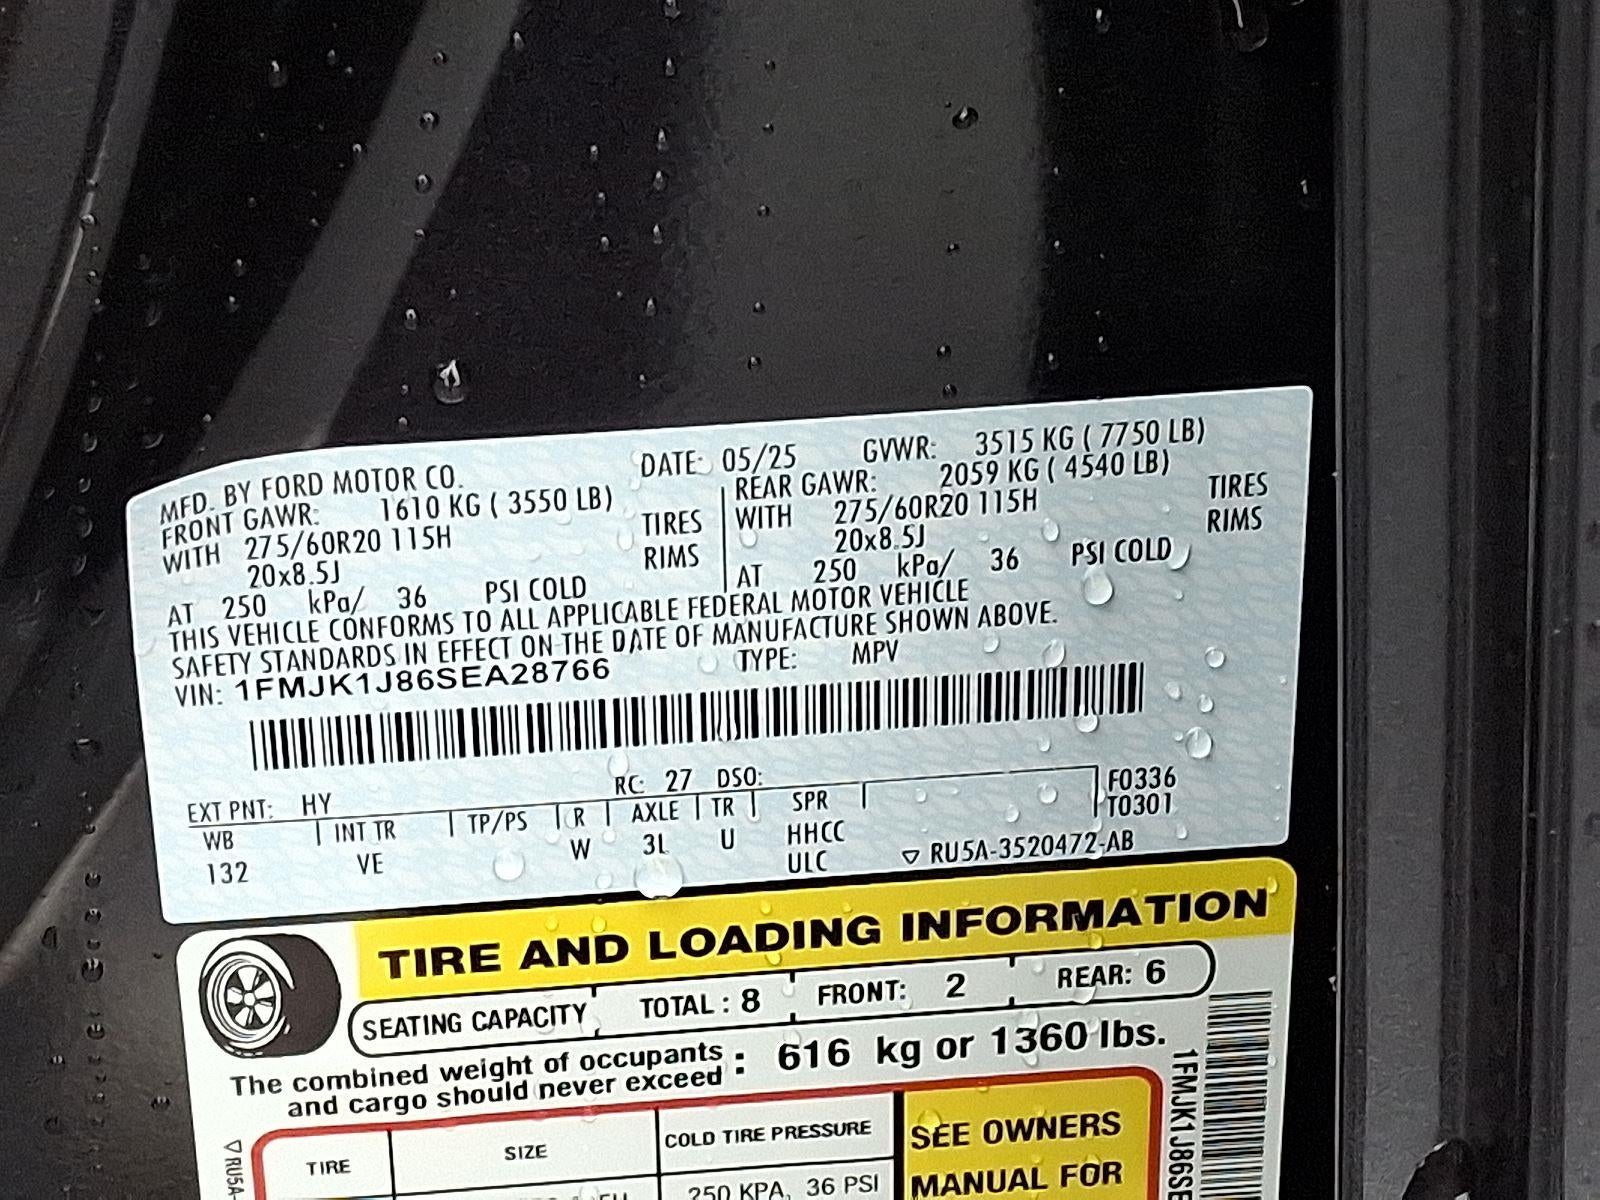 MFD. BY FORD MOTOR CO. DATE: 05/25 GVWR: 3515 KG ( 7750 LB)
FRONT GAWR: 1610 KG ( 3550 LB) REAR GAWR: 2059 KG ( 4540 LB)
WITH 275/60R20 115H TIRES WITH 275/60R20 115H TIRES
20x8.5J RIMS 20x8.5J RIMS
AT 250 kPa/ 36 PSI COLD AT 250 kPa/ 36 PSI COLD
THIS VEHICLE CONFORMS TO ALL APPLICABLE FEDERAL MOTOR VEHICLE
SAFETY STANDARDS IN EFFECT ON THE DATE OF MANUFACTURE SHOWN ABOVE.
VIN: 1FMJK1J86SEA28766 TYPE: MPV
EXT PNT: HY RC: 27 DSO: F0336
WB INT TR TP/PS R AXLE TR SPR T0301
132 VE W 3L U HHCC
ULC ▽ RU5A-3520472-AB
TIRE AND LOADING INFORMATION
SEATING CAPACITY TOTAL : 8 FRONT: 2 REAR: 6
The combined weight of occupants
and cargo should never exceed : 616 kg or 1360 lbs.
TIRE SIZE COLD TIRE PRESSURE SEE OWNERS
250 KPA, 36 PSI MANUAL FOR
1FMJK1J86SE
▽ RU5A-